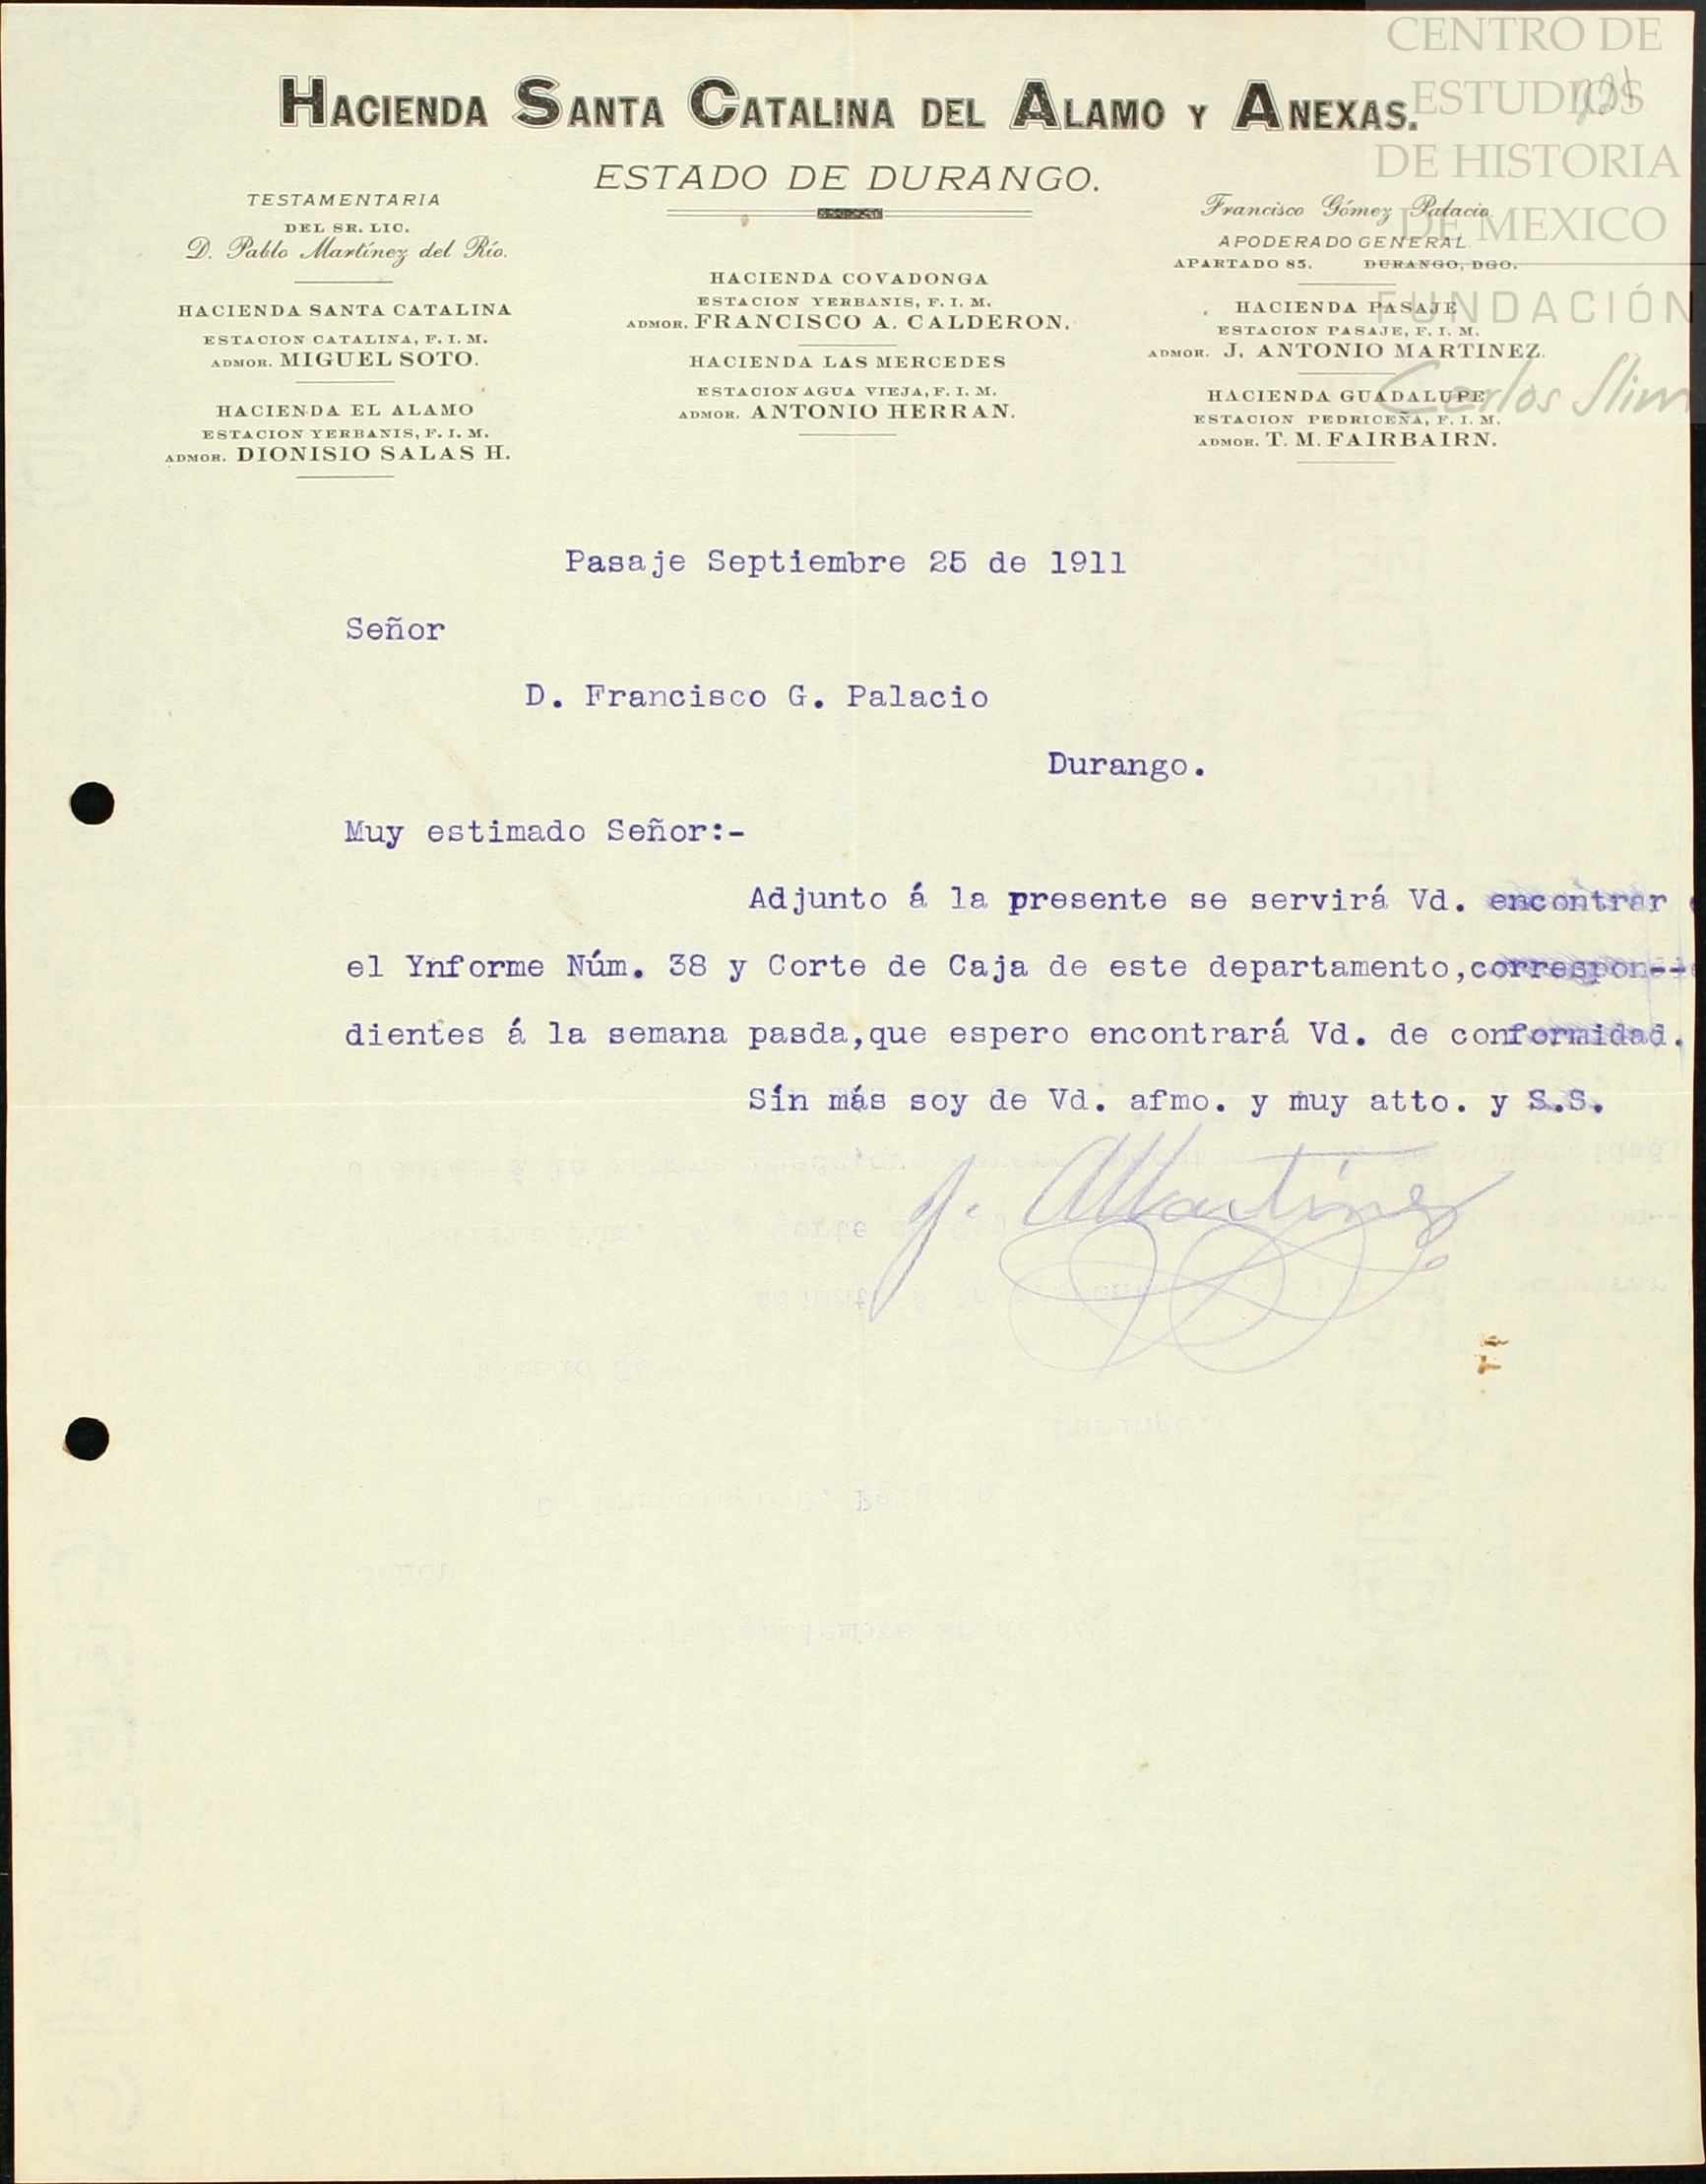 HACIENDA SANTA CATALINA DEL ALAMO Y ANEXAS.
ESTADO DE DURANGO.
TESTAMENTARIA
DEL SR. LIC.
D. Pablo Martínez del Río.
HACIENDA SANTA CATALINA
ESTACION CATALINA, F. I. M.
ADMOR. MIGUEL SOTO.
HACIENDA EL ALAMO
ESTACION YERBANIS, F. I. M.
ADMOR. DIONISIO SALAS H.
HACIENDA COVADONGA
ESTACION YERBANIS, F. I. M.
ADMOR. FRANCISCO A. CALDERON.
HACIENDA LAS MERCEDES
ESTACION AGUA VIEJA, F. I. M.
ADMOR. ANTONIO HERRAN.
Francisco Gómez Palacio.
APODERADO GENERAL.
APARTADO 85. DURANGO, DGO.
HACIENDA PASAJE
ESTACION PASAJE, F. I. M.
ADMOR. J. ANTONIO MARTINEZ.
HACIENDA GUADALUPE
ESTACION PEDRICEÑA, F. I. M.
ADMOR. T. M. FAIRBAIRN.
CENTRO DE
ESTUDIOS
DE HISTORIA
DE MEXICO
FUNDACIÓN
Carlos Slim
Pasaje Septiembre 25 de 1911
Señor
D. Francisco G. Palacio
Durango.
Muy estimado Señor:-
Adjunto á la presente se servirá Vd. encontrar
el Ynforme Núm. 38 y Corte de Caja de este departamento,correspon--
dientes á la semana pasda,que espero encontrará Vd. de conformidad.
Sín más soy de Vd. afmo. y muy atto. y S.S.
J. AMartínez